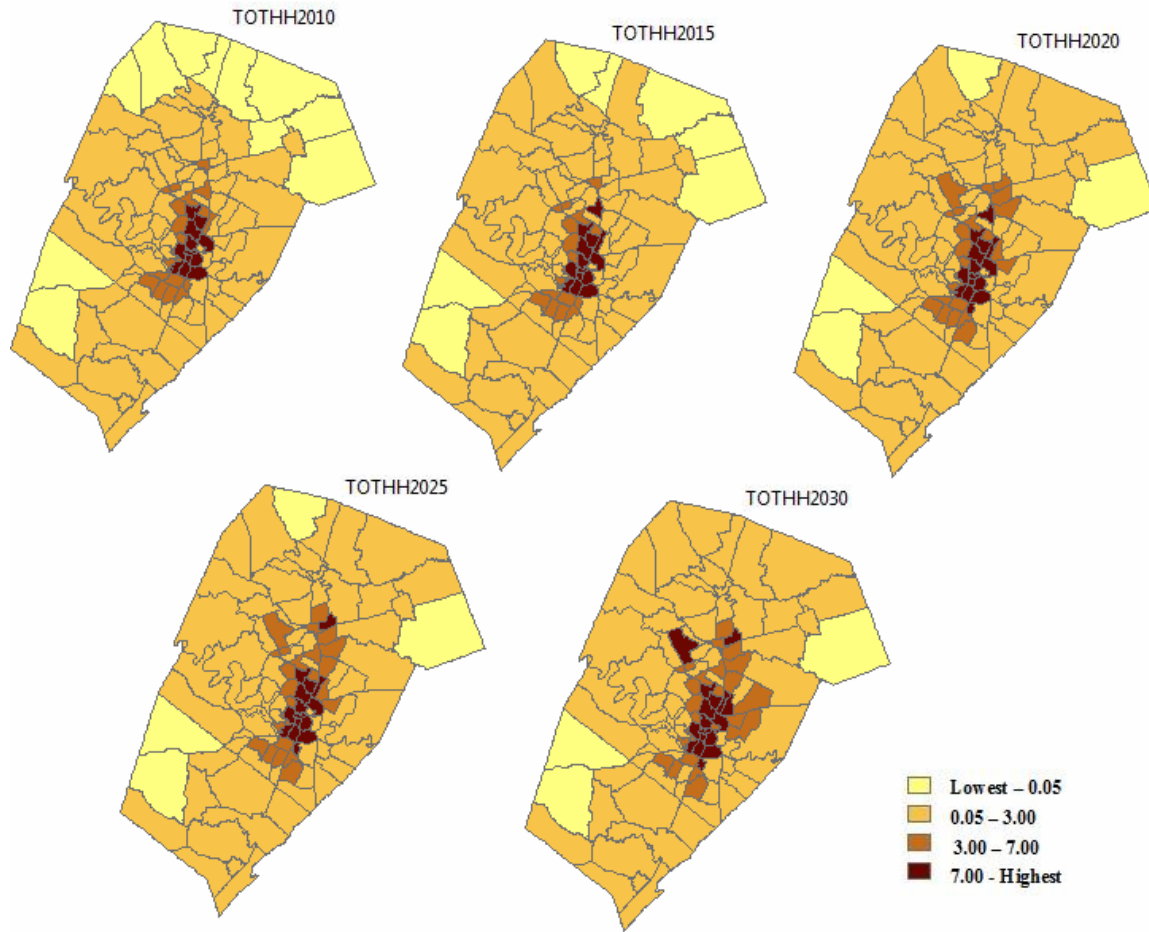 TOTHH2010
TOTHH2015
TOTHH2020
TOTHH2025
TOTHH2030
Lowest – 0.05
0.05 – 3.00
3.00 – 7.00
7.00 - Highest